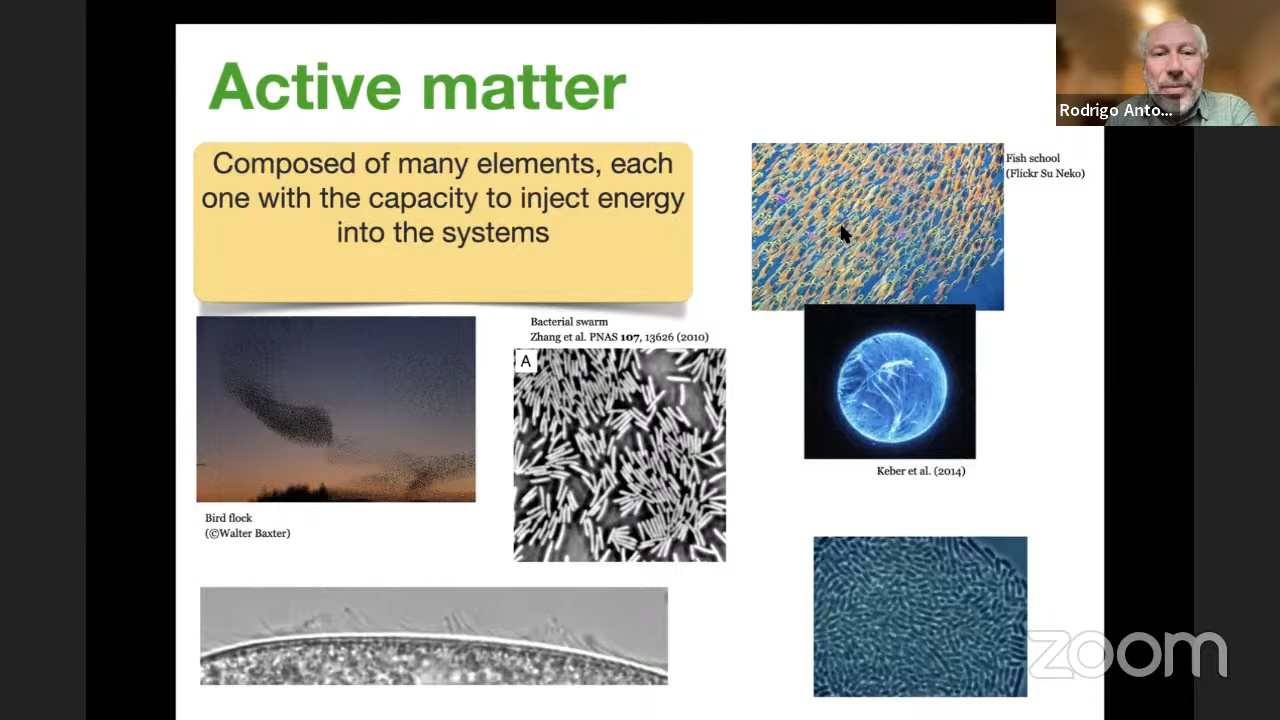 Active matter
Rodrigo Anto...
Composed of many elements, each
one with the capacity to inject energy
into the systems
Fish school
(Flickr Su Neko)
Bacterial swarm
Zhang et al. PNAS 107, 13626 (2010)
A
Keber et al. (2014)
Bird flock
(©Walter Baxter)
zoom